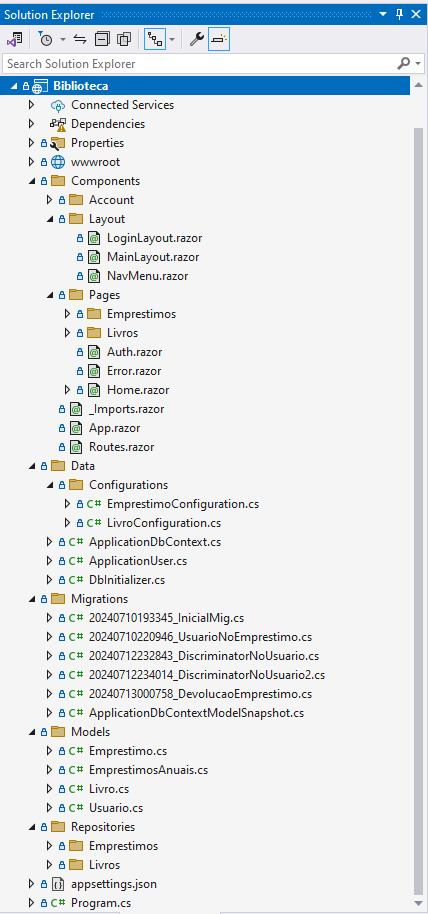 Solution Explorer
Search Solution Explorer
Biblioteca
Connected Services
Dependencies
Properties
wwwroot
Components
Account
Layout
LoginLayout.razor
MainLayout.razor
NavMenu.razor
Pages
Emprestimos
Livros
Auth.razor
Error.razor
Home.razor
_Imports.razor
App.razor
Routes.razor
Data
Configurations
C# EmprestimoConfiguration.cs
C# LivroConfiguration.cs
C# ApplicationDbContext.cs
C# ApplicationUser.cs
C# DbInitializer.cs
Migrations
C# 20240710193345_InicialMig.cs
C# 20240710220946_UsuarioNoEmprestimo.cs
C# 20240712232843_DiscriminatorNoUsuario.cs
C# 20240712234014_DiscriminatorNoUsuario2.cs
C# 20240713000758_DevolucaoEmprestimo.cs
C# ApplicationDbContextModelSnapshot.cs
Models
C# Emprestimo.cs
C# EmprestimosAnuais.cs
C# Livro.cs
C# Usuario.cs
Repositories
Emprestimos
Livros
appsettings.json
C# Program.cs